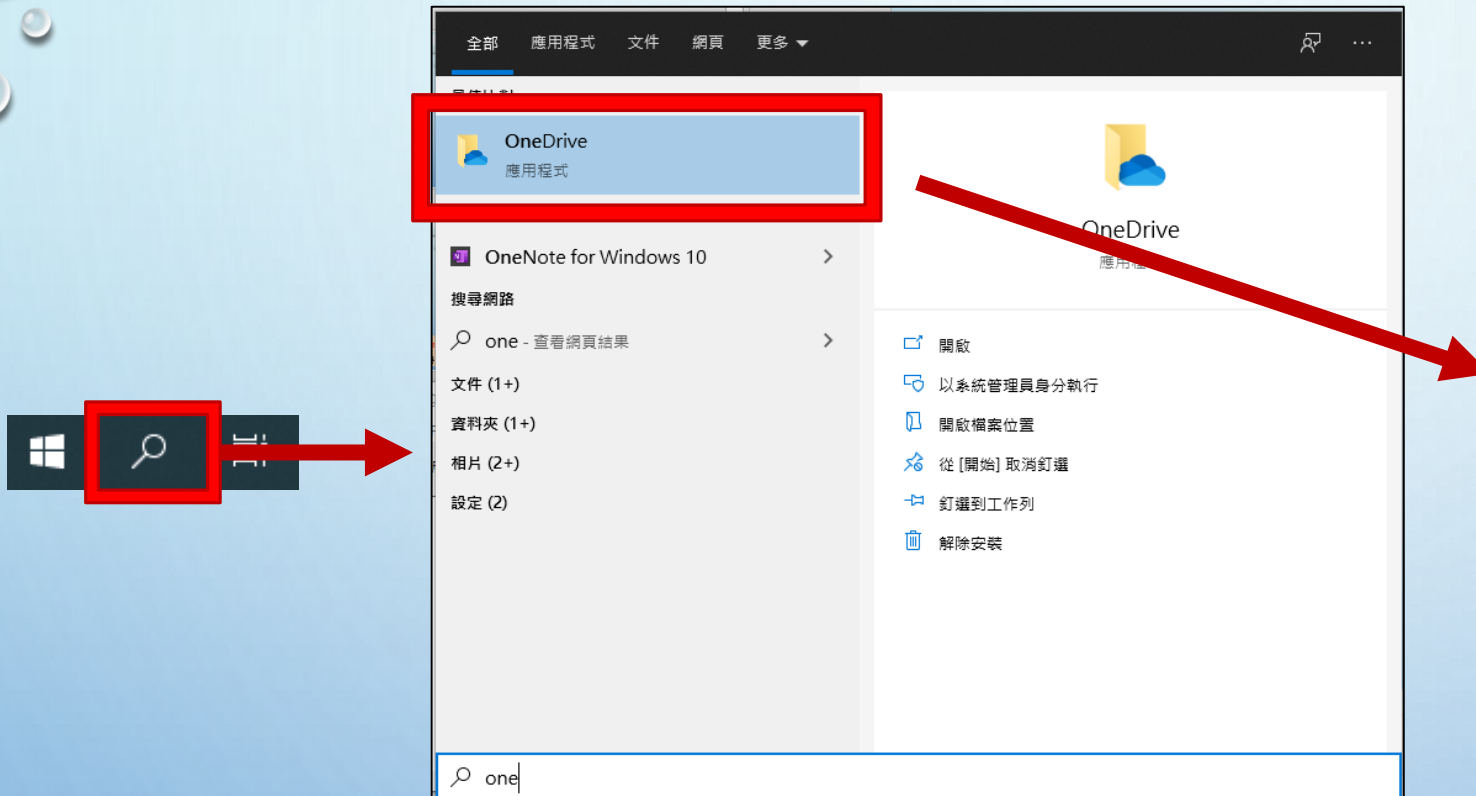 全部 應用程式 文件 網頁 更多
OneDrive
應用程式
OneNote for Windows 10
搜尋網路
one - 查看網頁結果
文件 (1+)
資料夾 (1+)
相片 (2+)
設定 (2)
one
OneDrive
開啟
以系統管理員身分執行
開啟檔案位置
從 [開始] 取消釘選
釘選到工作列
解除安裝